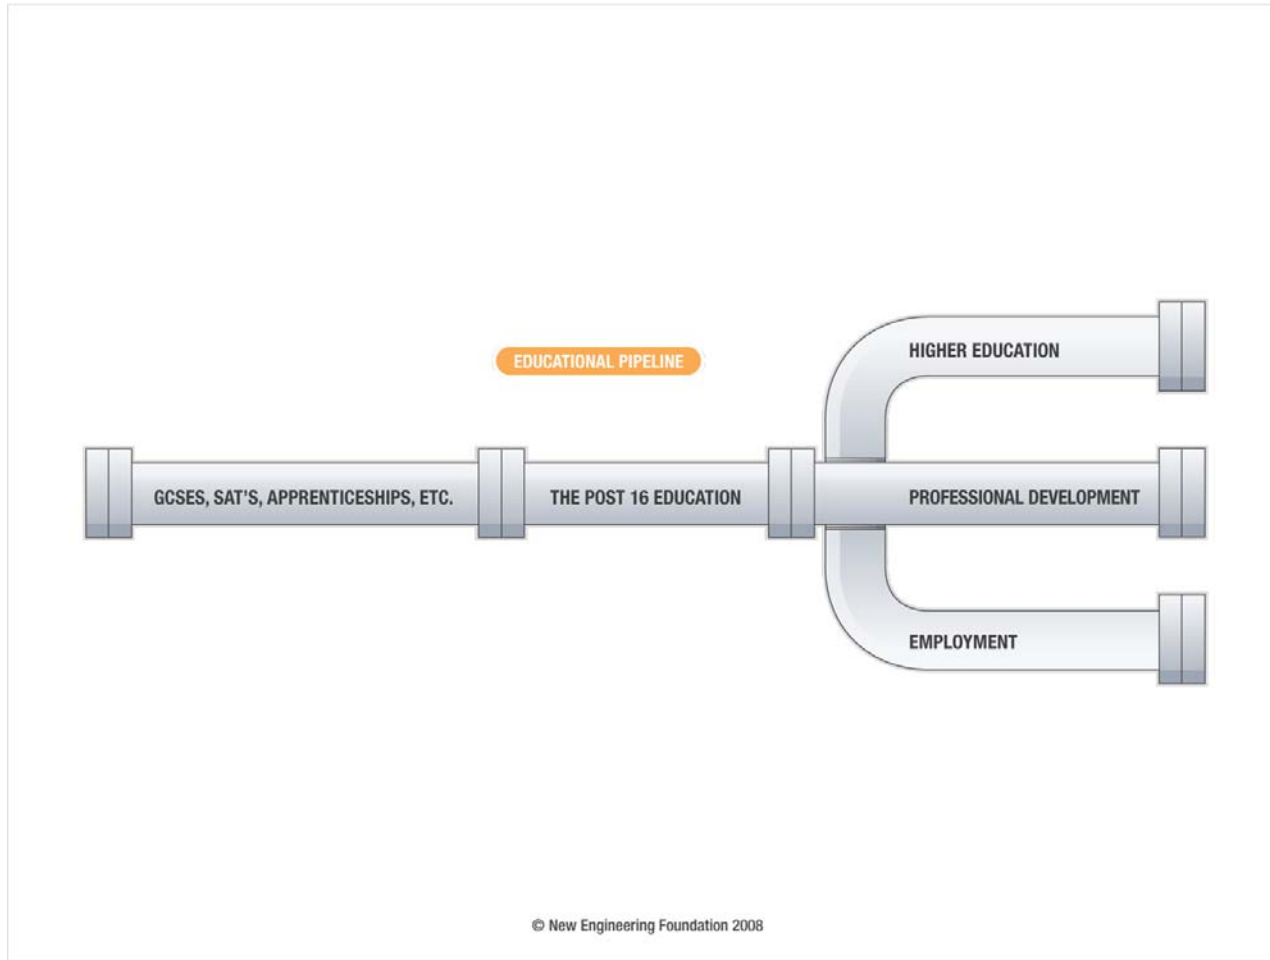 EDUCATIONAL PIPELINE
HIGHER EDUCATION
GCSES, SAT'S, APPRENTICESHIPS, ETC.
THE POST 16 EDUCATION
PROFESSIONAL DEVELOPMENT
EMPLOYMENT
© New Engineering Foundation 2008